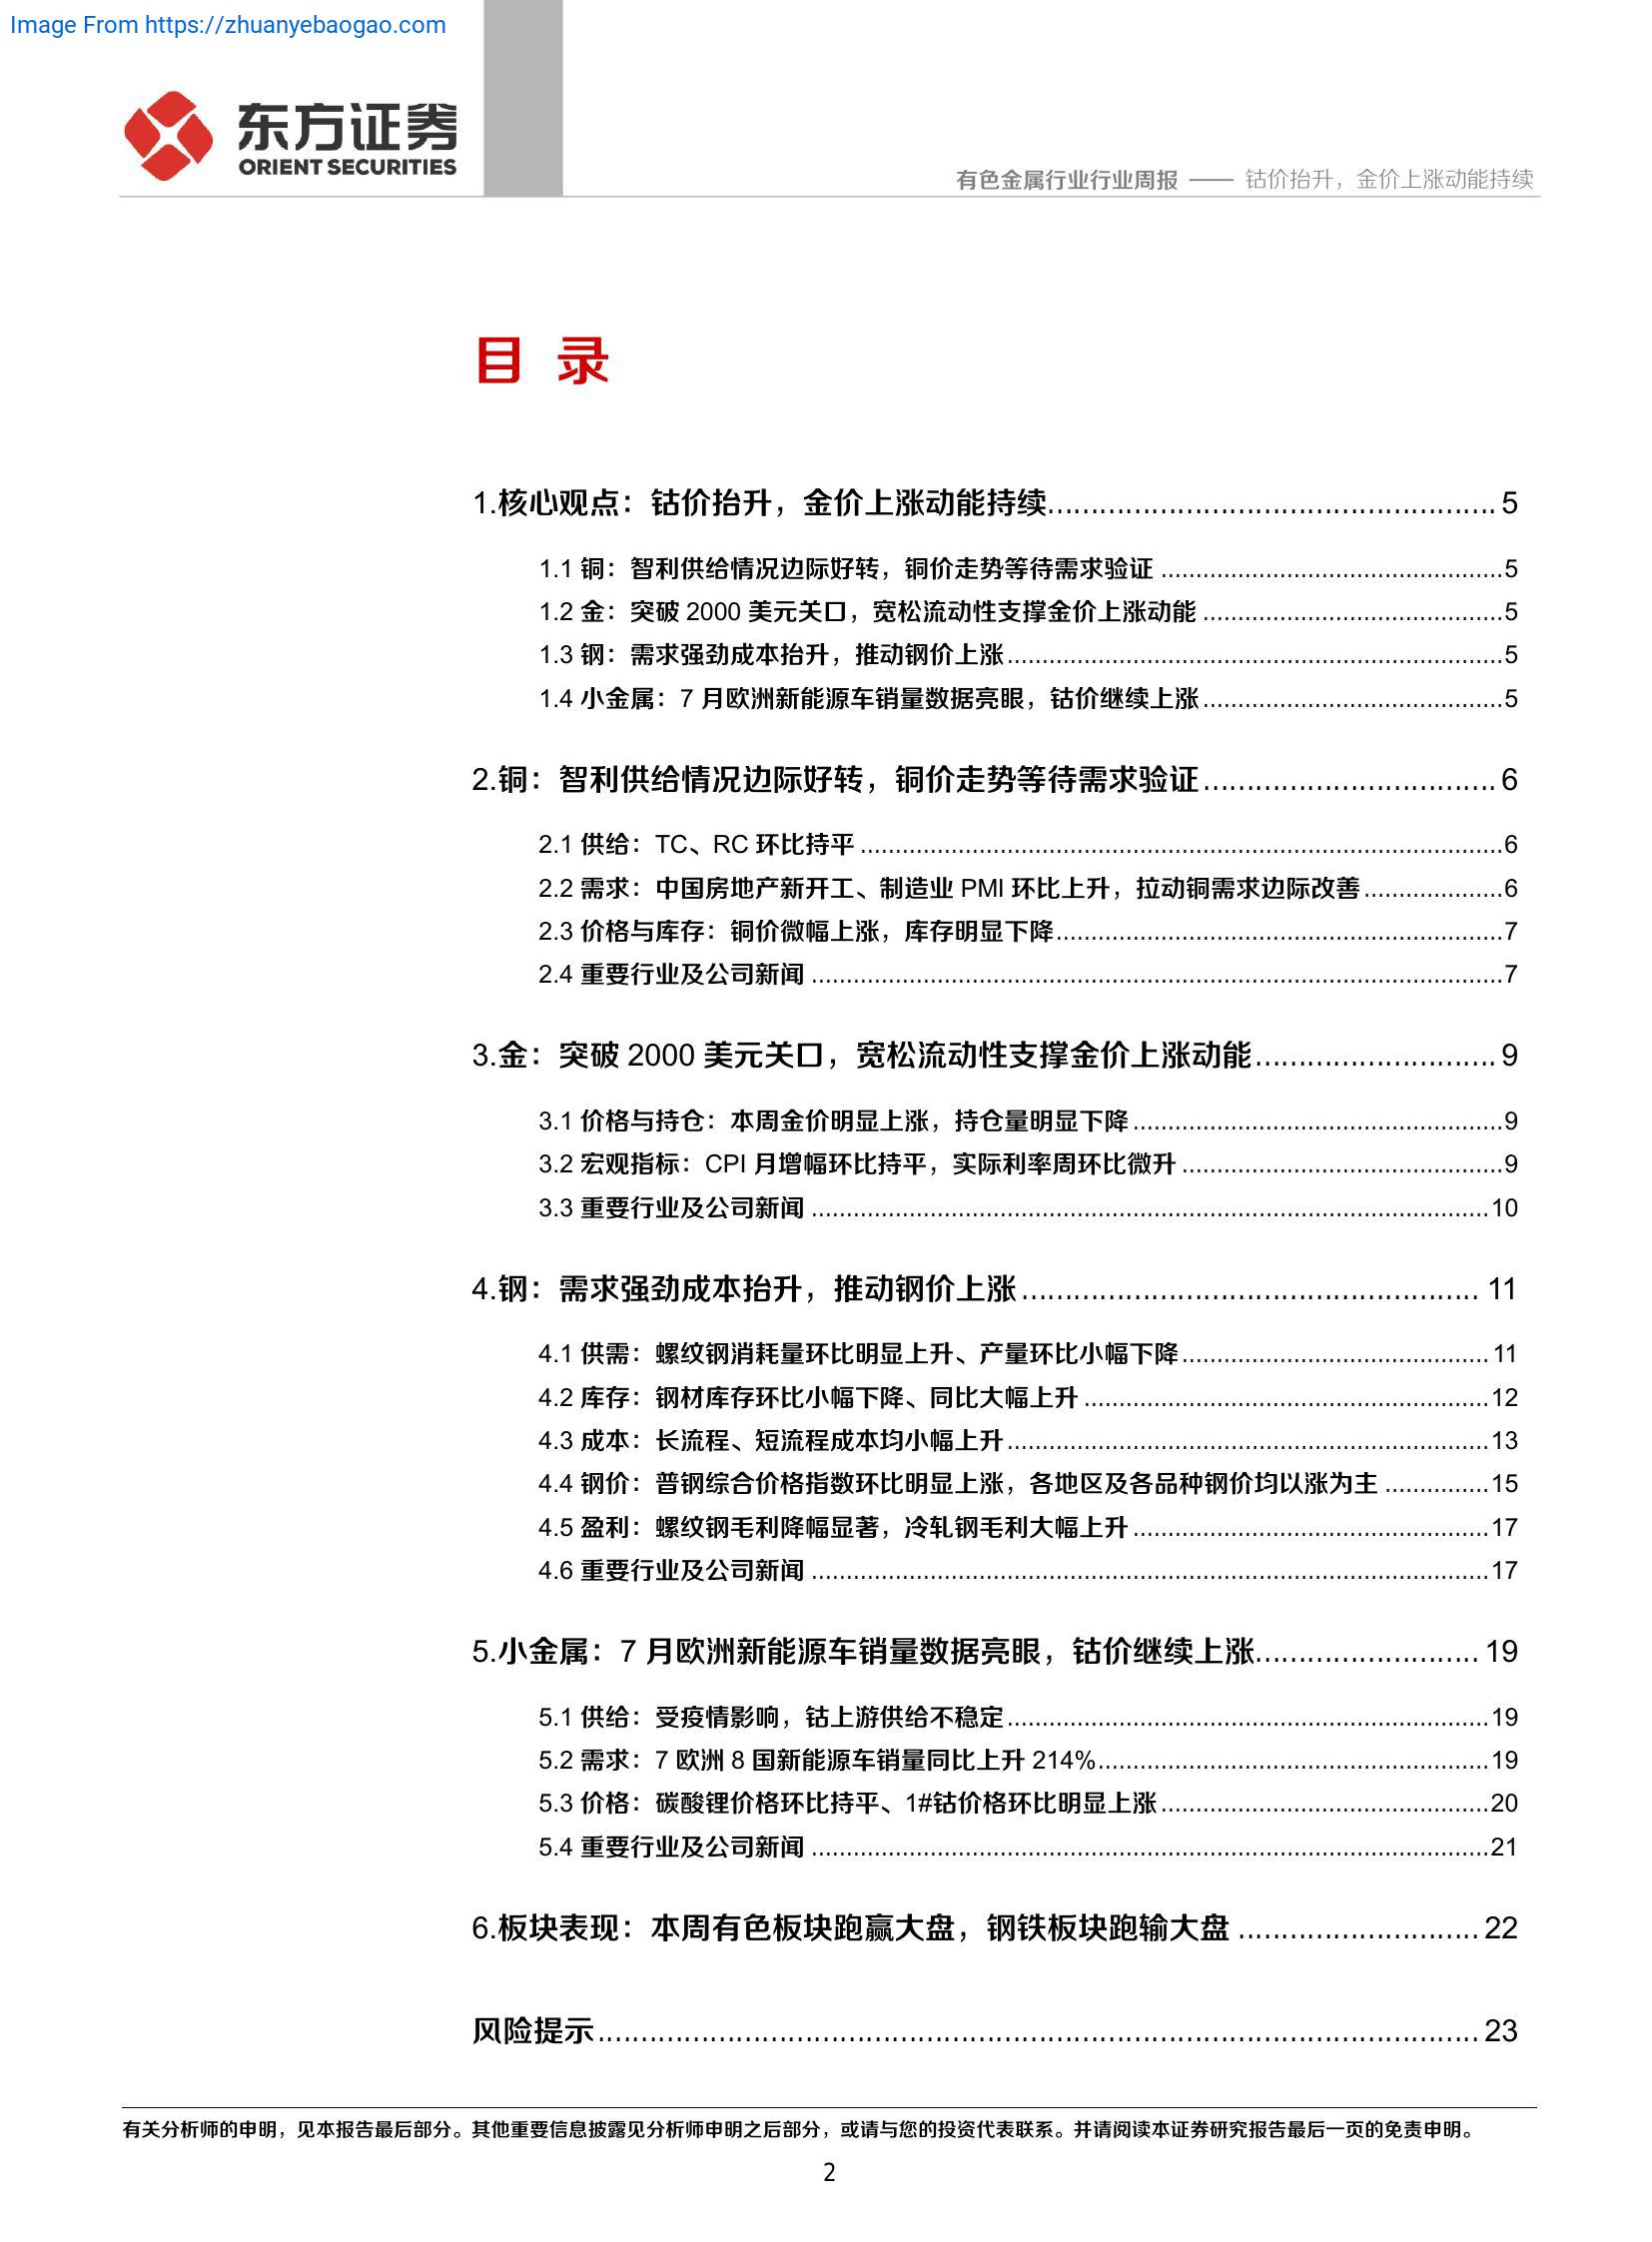 Image From https://zhuanyebaogao.com
东方证券
ORIENT SECURITIES
有色金属行业行业周报 —— 钴价抬升，金价上涨动能持续
目 录
1.核心观点：钴价抬升，金价上涨动能持续.................................................. 5
1.1 铜：智利供给情况边际好转，铜价走势等待需求验证 .................................................5
1.2 金：突破 2000 美元关口，宽松流动性支撑金价上涨动能 ...........................................5
1.3 钢：需求强劲成本抬升，推动钢价上涨.......................................................................5
1.4 小金属：7 月欧洲新能源车销量数据亮眼，钴价继续上涨...........................................5
2.铜：智利供给情况边际好转，铜价走势等待需求验证.................................. 6
2.1 供给：TC、RC 环比持平 ............................................................................................6
2.2 需求：中国房地产新开工、制造业 PMI 环比上升，拉动铜需求边际改善....................6
2.3 价格与库存：铜价微幅上涨，库存明显下降................................................................7
2.4 重要行业及公司新闻 ...................................................................................................7
3.金：突破 2000 美元关口，宽松流动性支撑金价上涨动能............................ 9
3.1 价格与持仓：本周金价明显上涨，持仓量明显下降.....................................................9
3.2 宏观指标：CPI 月增幅环比持平，实际利率周环比微升..............................................9
3.3 重要行业及公司新闻 .................................................................................................10
4.钢：需求强劲成本抬升，推动钢价上涨.................................................... 11
4.1 供需：螺纹钢消耗量环比明显上升、产量环比小幅下降............................................11
4.2 库存：钢材库存环比小幅下降、同比大幅上升..........................................................12
4.3 成本：长流程、短流程成本均小幅上升.....................................................................13
4.4 钢价：普钢综合价格指数环比明显上涨，各地区及各品种钢价均以涨为主 ...............15
4.5 盈利：螺纹钢毛利降幅显著，冷轧钢毛利大幅上升...................................................17
4.6 重要行业及公司新闻 .................................................................................................17
5.小金属：7 月欧洲新能源车销量数据亮眼，钴价继续上涨.......................... 19
5.1 供给：受疫情影响，钴上游供给不稳定.....................................................................19
5.2 需求：7 欧洲 8 国新能源车销量同比上升 214%........................................................19
5.3 价格：碳酸锂价格环比持平、1#钴价格环比明显上涨...............................................20
5.4 重要行业及公司新闻 .................................................................................................21
6.板块表现：本周有色板块跑赢大盘，钢铁板块跑输大盘 ........................... 22
风险提示..................................................................................................... 23
有关分析师的申明，见本报告最后部分。其他重要信息披露见分析师申明之后部分，或请与您的投资代表联系。并请阅读本证券研究报告最后一页的免责申明。
2